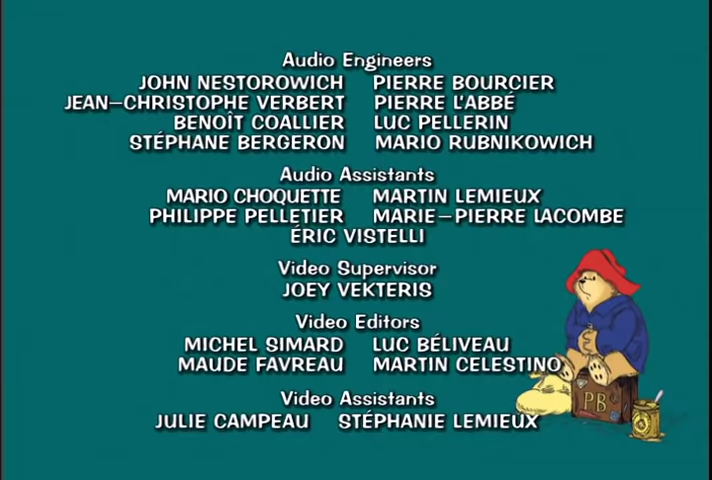 Audio Engineers
JOHN NESTOROWICH PIERRE BOURCIER
JEAN-CHRISTOPHE VERBERT PIERRE L'ABBÉ
BENOÎT COALLIER LUC PELLERIN
STÉPHANE BERGERON MARIO RUBNIKOWICH
Audio Assistants
MARIO CHOQUETTE MARTIN LEMIEUX
PHILIPPE PELLETIER MARIE-PIERRE LACOMBE
ÉRIC VISTELLI
Video Supervisor
JOEY VEKTERIS
Video Editors
MICHEL SIMARD LUC BÉLIVEAU
MAUDE FAVREAU MARTIN CELESTINO
Video Assistants
JULIE CAMPEAU STÉPHANIE LEMIEUX
PB